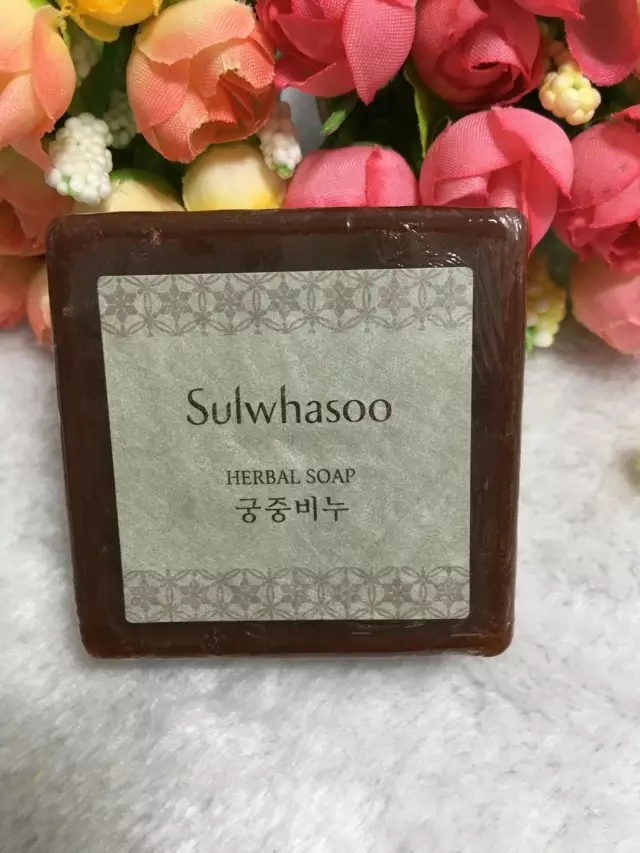 Sulwhasoo
HERBAL SOAP
궁중비누